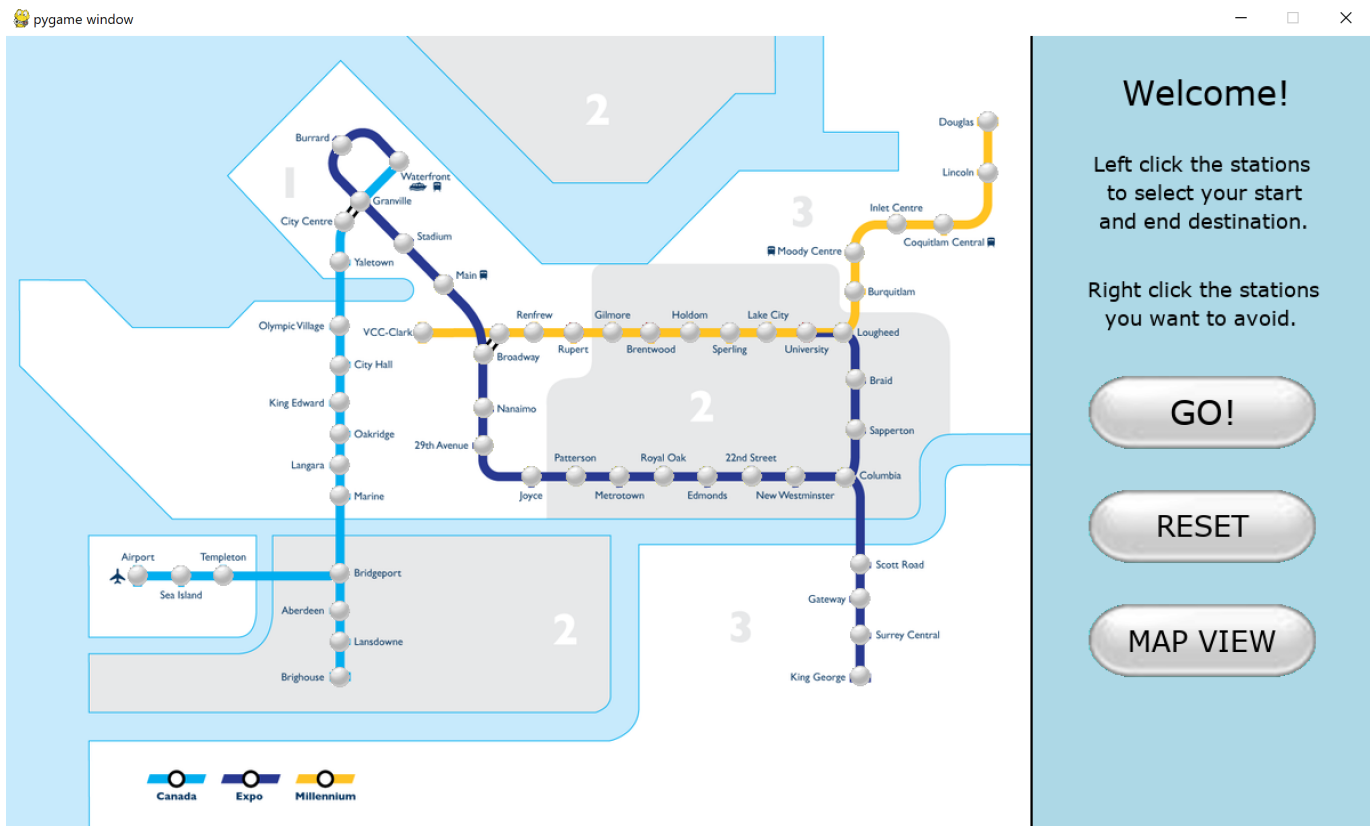 pygame window
Welcome!
Left click the stations
to select your start
and end destination.
Right click the stations
you want to avoid.
GO!
RESET
MAP VIEW
1
2
3
2
2
3
Burrard
Waterfront
Granville
City Centre
Stadium
Yaletown
Main
Olympic Village
VCC-Clark
City Hall
King Edward
Oakridge
Langara
Marine
Bridgeport
Airport
Templeton
Sea Island
Aberdeen
Lansdowne
Brighouse
Broadway
Renfrew
Rupert
Gilmore
Brentwood
Holdom
Sperling
Lake City
University
Lougheed
Burquitlam
Moody Centre
Inlet Centre
Coquitlam Central
Lincoln
Douglas
Nanaimo
29th Avenue
Joyce
Patterson
Metrotown
Royal Oak
Edmonds
22nd Street
New Westminster
Columbia
Sapperton
Braid
Scott Road
Gateway
Surrey Central
King George
Canada
Expo
Millennium